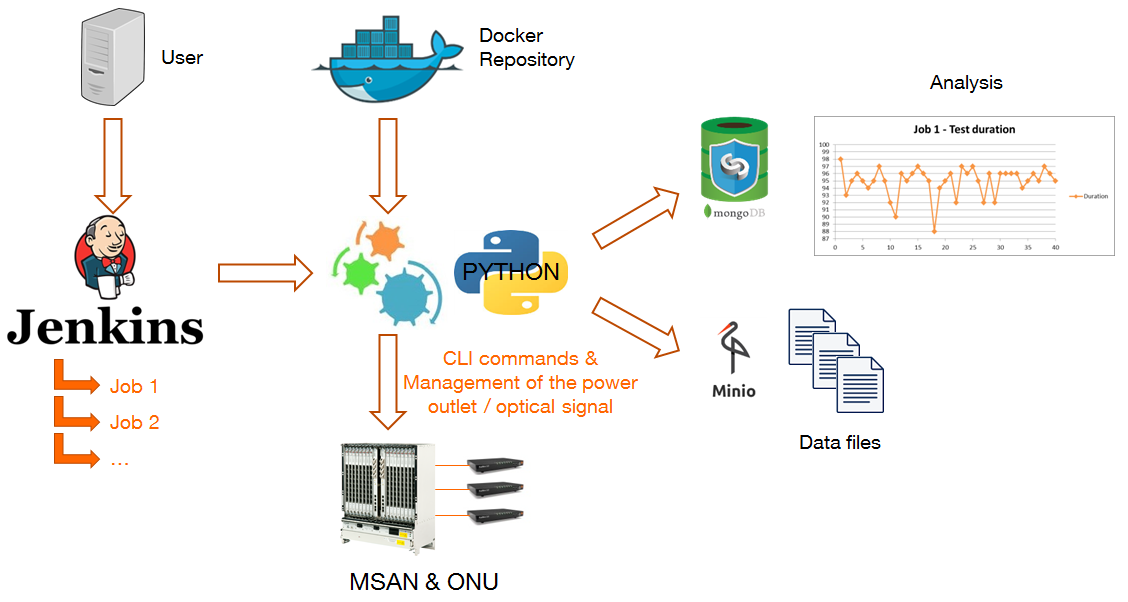 User
Docker
Repository
Analysis
Job 1 - Test duration
100
99
98
97
96
95
94
93
92
91
90
89
88
87
0 5 10 15 20 25 30 35 40
Duration
mongoDB
PYTHON
Jenkins
Job 1
Job 2
...
CLI commands &
Management of the power
outlet / optical signal
Minio
Data files
MSAN & ONU